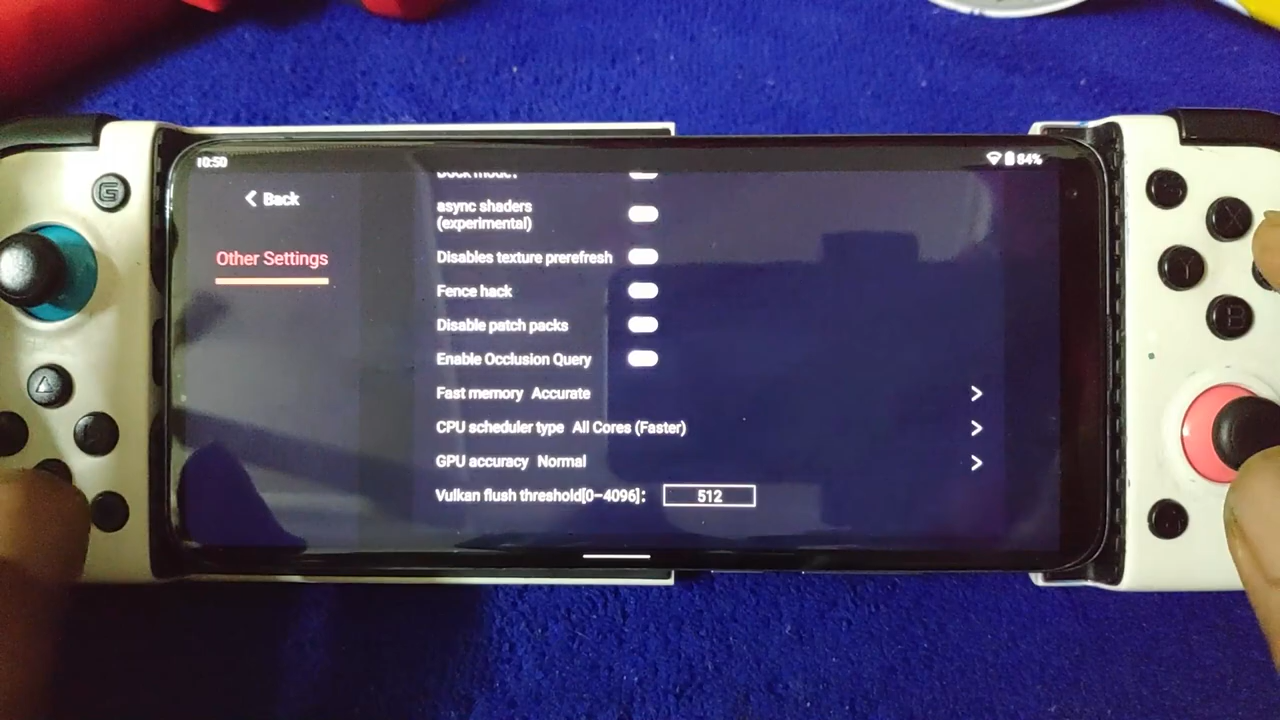 10:50
84%
Back
Other Settings
Dock mode:
async shaders
(experimental)
Disables texture prerefresh
Fence hack
Disable patch packs
Enable Occlusion Query
Fast memory Accurate
CPU scheduler type All Cores (Faster)
GPU accuracy Normal
Vulkan flush threshold[0-4096]: 512
G
X
Y
B